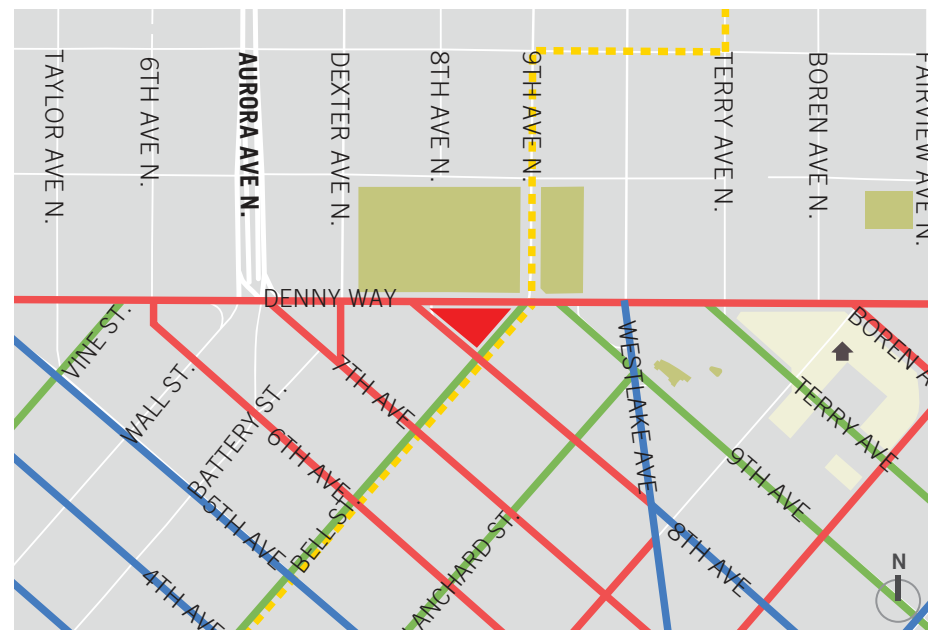 TAYLOR AVE N.
6TH AVE N.
AURORA AVE N.
DEXTER AVE N.
8TH AVE N.
9TH AVE N.
TERRY AVE N.
BOREN AVE N.
FAIRVIEW AVE N.
DENNY WAY
VINE ST.
WALL ST.
BATTERY ST.
7TH AVE
6TH AVE.
5TH AVE
4TH AVE
BELL ST.
LANCHARD ST.
WESTLAKE AVE
9TH AVE
8TH AVE
TERRY AVE
BOREN A
N